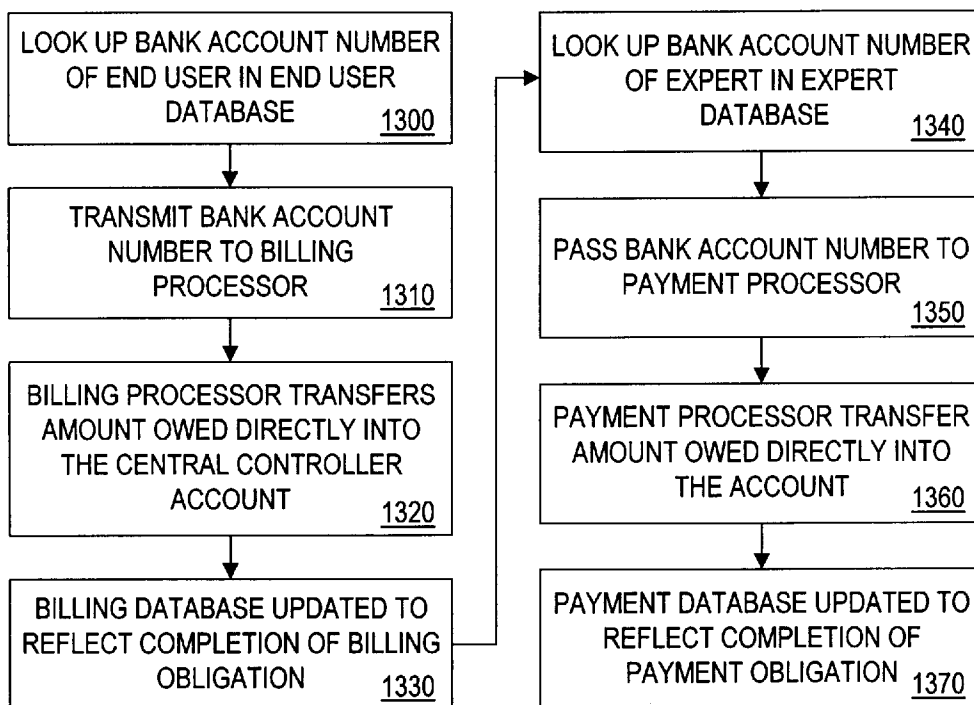 LOOK UP BANK ACCOUNT NUMBER
OF END USER IN END USER
DATABASE
1300
TRANSMIT BANK ACCOUNT
NUMBER TO BILLING
PROCESSOR
1310
BILLING PROCESSOR TRANSFERS
AMOUNT OWED DIRECTLY INTO
THE CENTRAL CONTROLLER
ACCOUNT
1320
BILLING DATABASE UPDATED TO
REFLECT COMPLETION OF BILLING
OBLIGATION
1330
LOOK UP BANK ACCOUNT NUMBER
OF EXPERT IN EXPERT
DATABASE
1340
PASS BANK ACCOUNT NUMBER TO
PAYMENT PROCESSOR
1350
PAYMENT PROCESSOR TRANSFER
AMOUNT OWED DIRECTLY INTO
THE ACCOUNT
1360
PAYMENT DATABASE UPDATED TO
REFLECT COMPLETION OF
PAYMENT OBLIGATION
1370